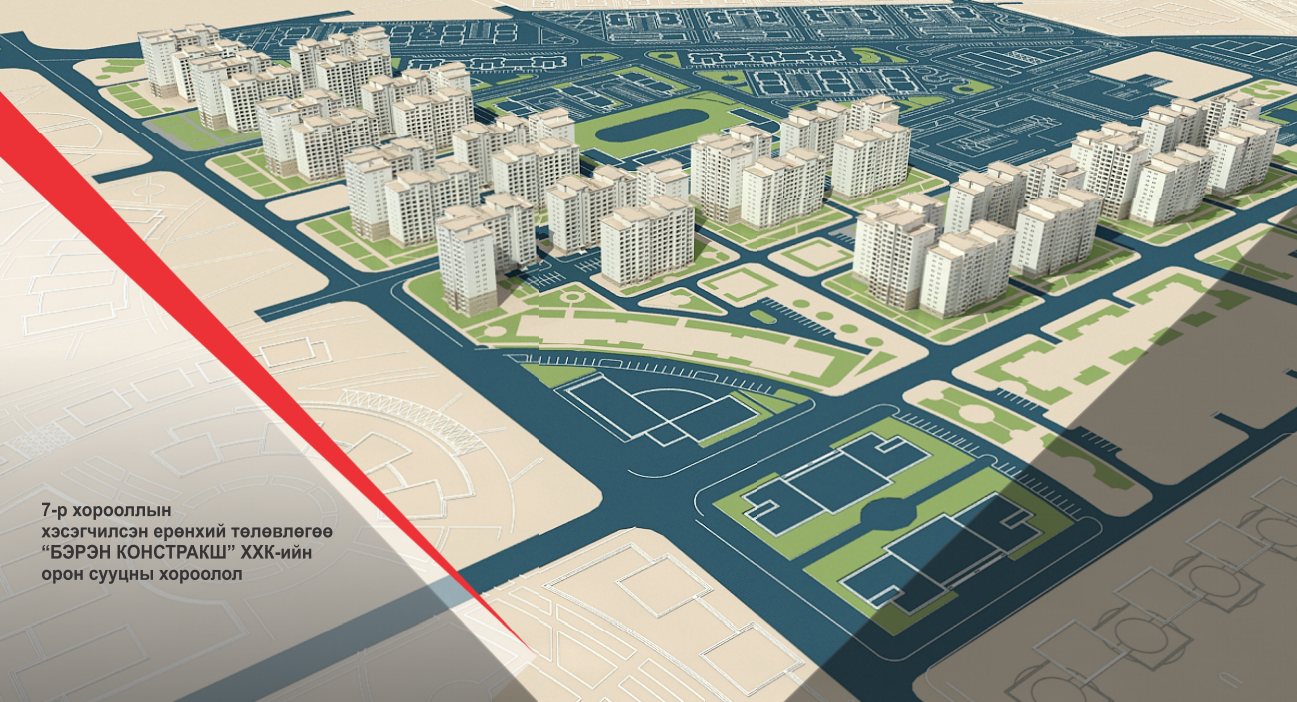 7-р хорооллын
хэсэгчилсэн ерөнхий төлөвлөгөө
“БЭРЭН КОНСТРАКШ” ХХК-ийн
орон сууцны хороолол